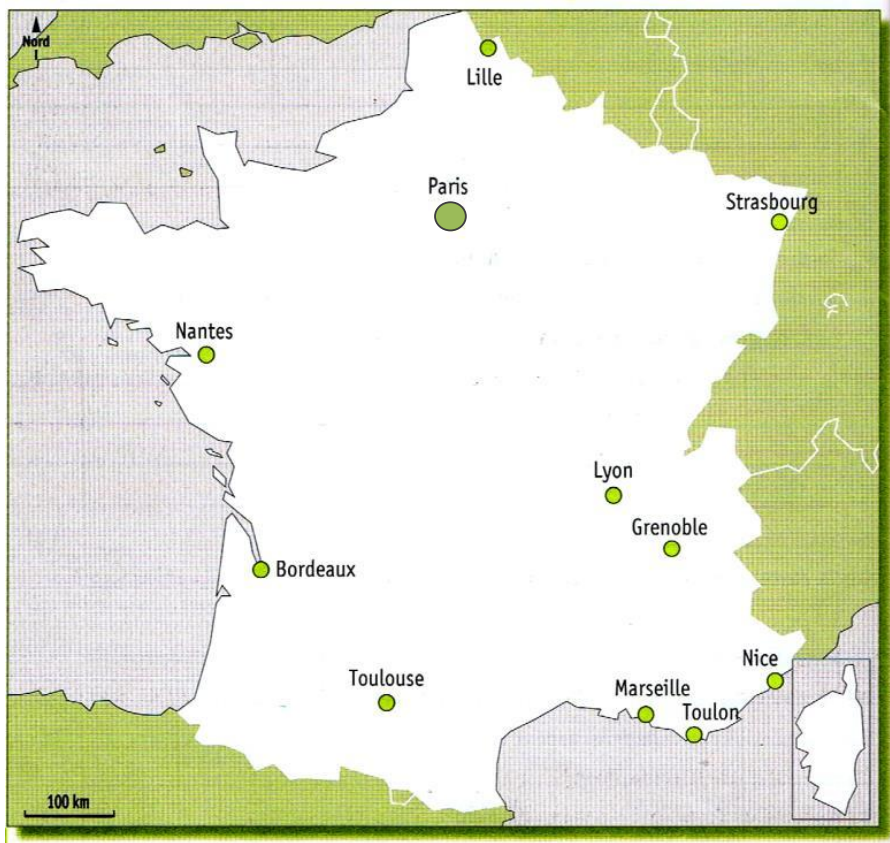 Nord
Lille
Paris
Strasbourg
Nantes
Lyon
Grenoble
Bordeaux
Nice
Toulouse
Marseille
Toulon
100 km